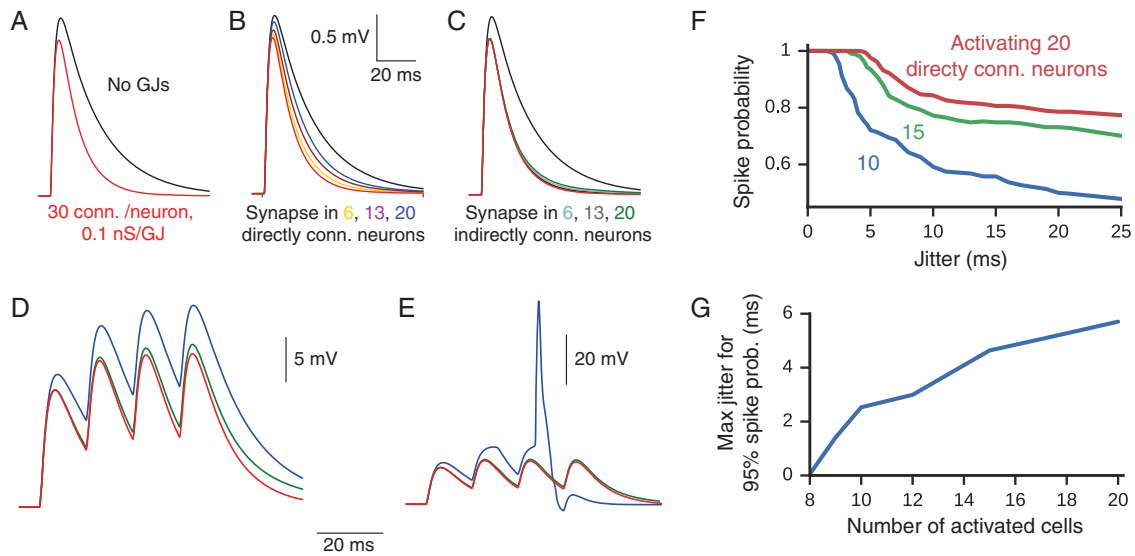 A
No GJs
30 conn. /neuron,
0.1 nS/GJ
B
0.5 mV
20 ms
Synapse in 6, 13, 20
directly conn. neurons
C
Synapse in 6, 13, 20
indirectly conn. neurons
D
5 mV
20 ms
E
20 mV
F
Spike probability
1
0.8
0.6
Activating 20
directy conn. neurons
15
10
0 5 10 15 20 25
Jitter (ms)
G
Max jitter for
95% spike prob. (ms)
6
4
2
0
8 10 12 14 16 18 20
Number of activated cells